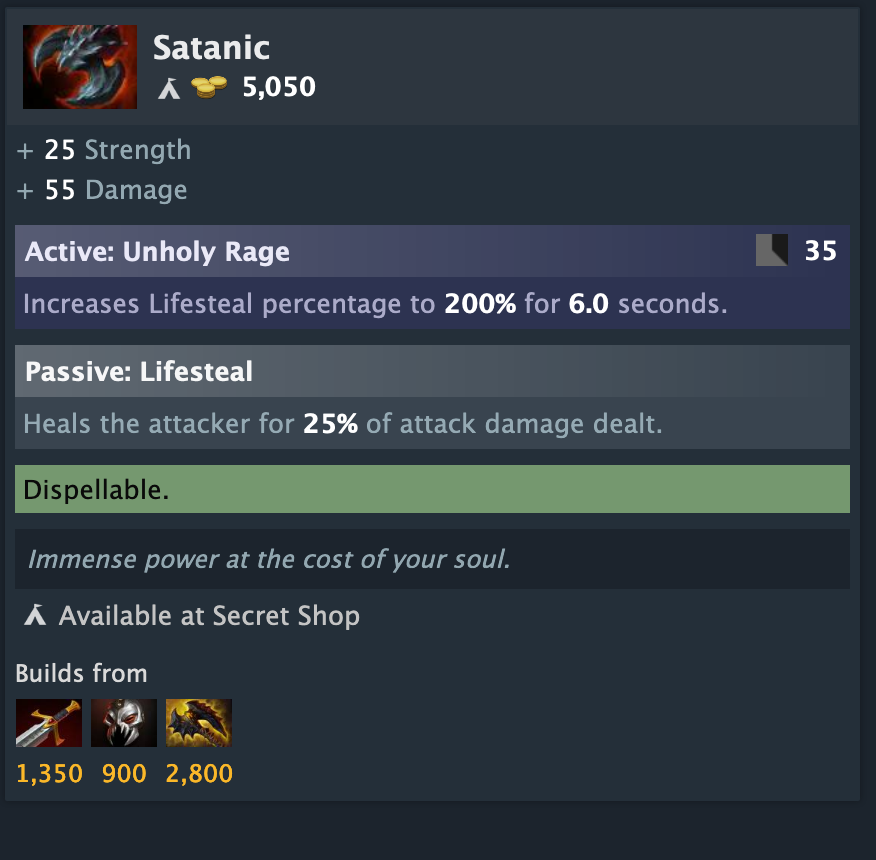 Satanic
5,050
+ 25 Strength
+ 55 Damage
Active: Unholy Rage 35
Increases Lifesteal percentage to 200% for 6.0 seconds.
Passive: Lifesteal
Heals the attacker for 25% of attack damage dealt.
Dispellable.
Immense power at the cost of your soul.
Available at Secret Shop
Builds from
1,350 900 2,800